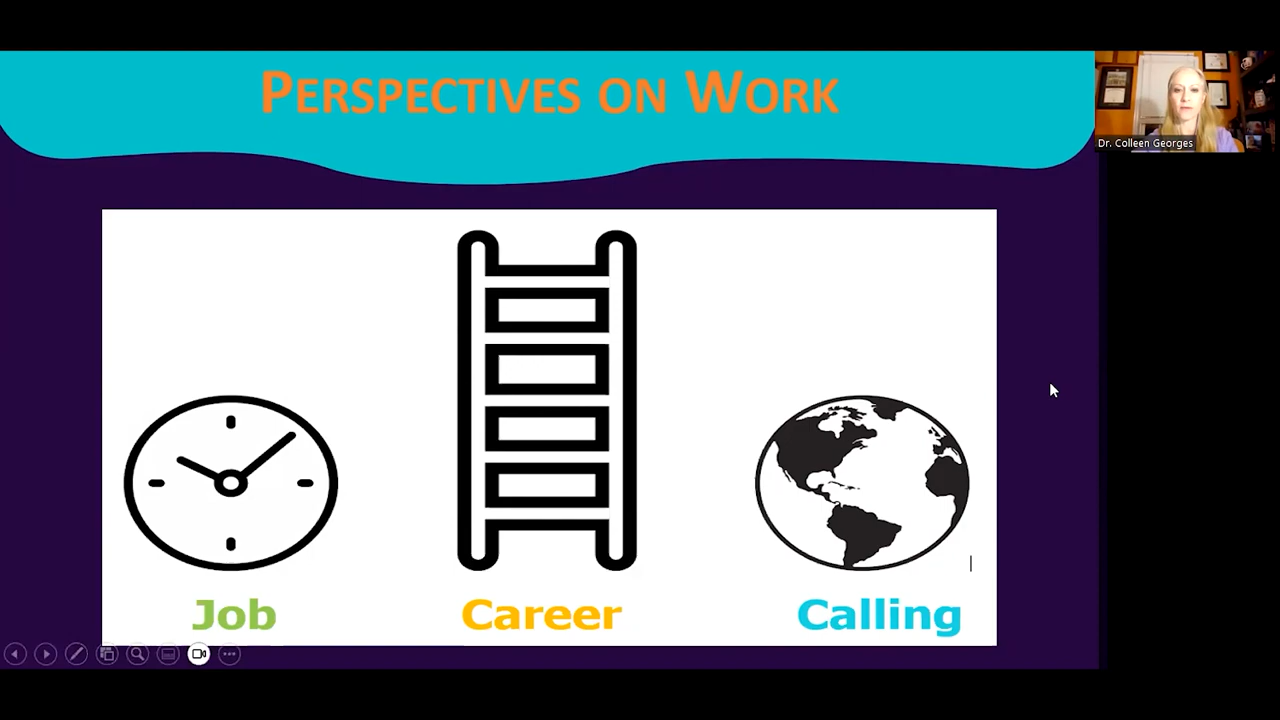 PERSPECTIVES ON WORK
Dr. Colleen Georges
Job
Career
Calling